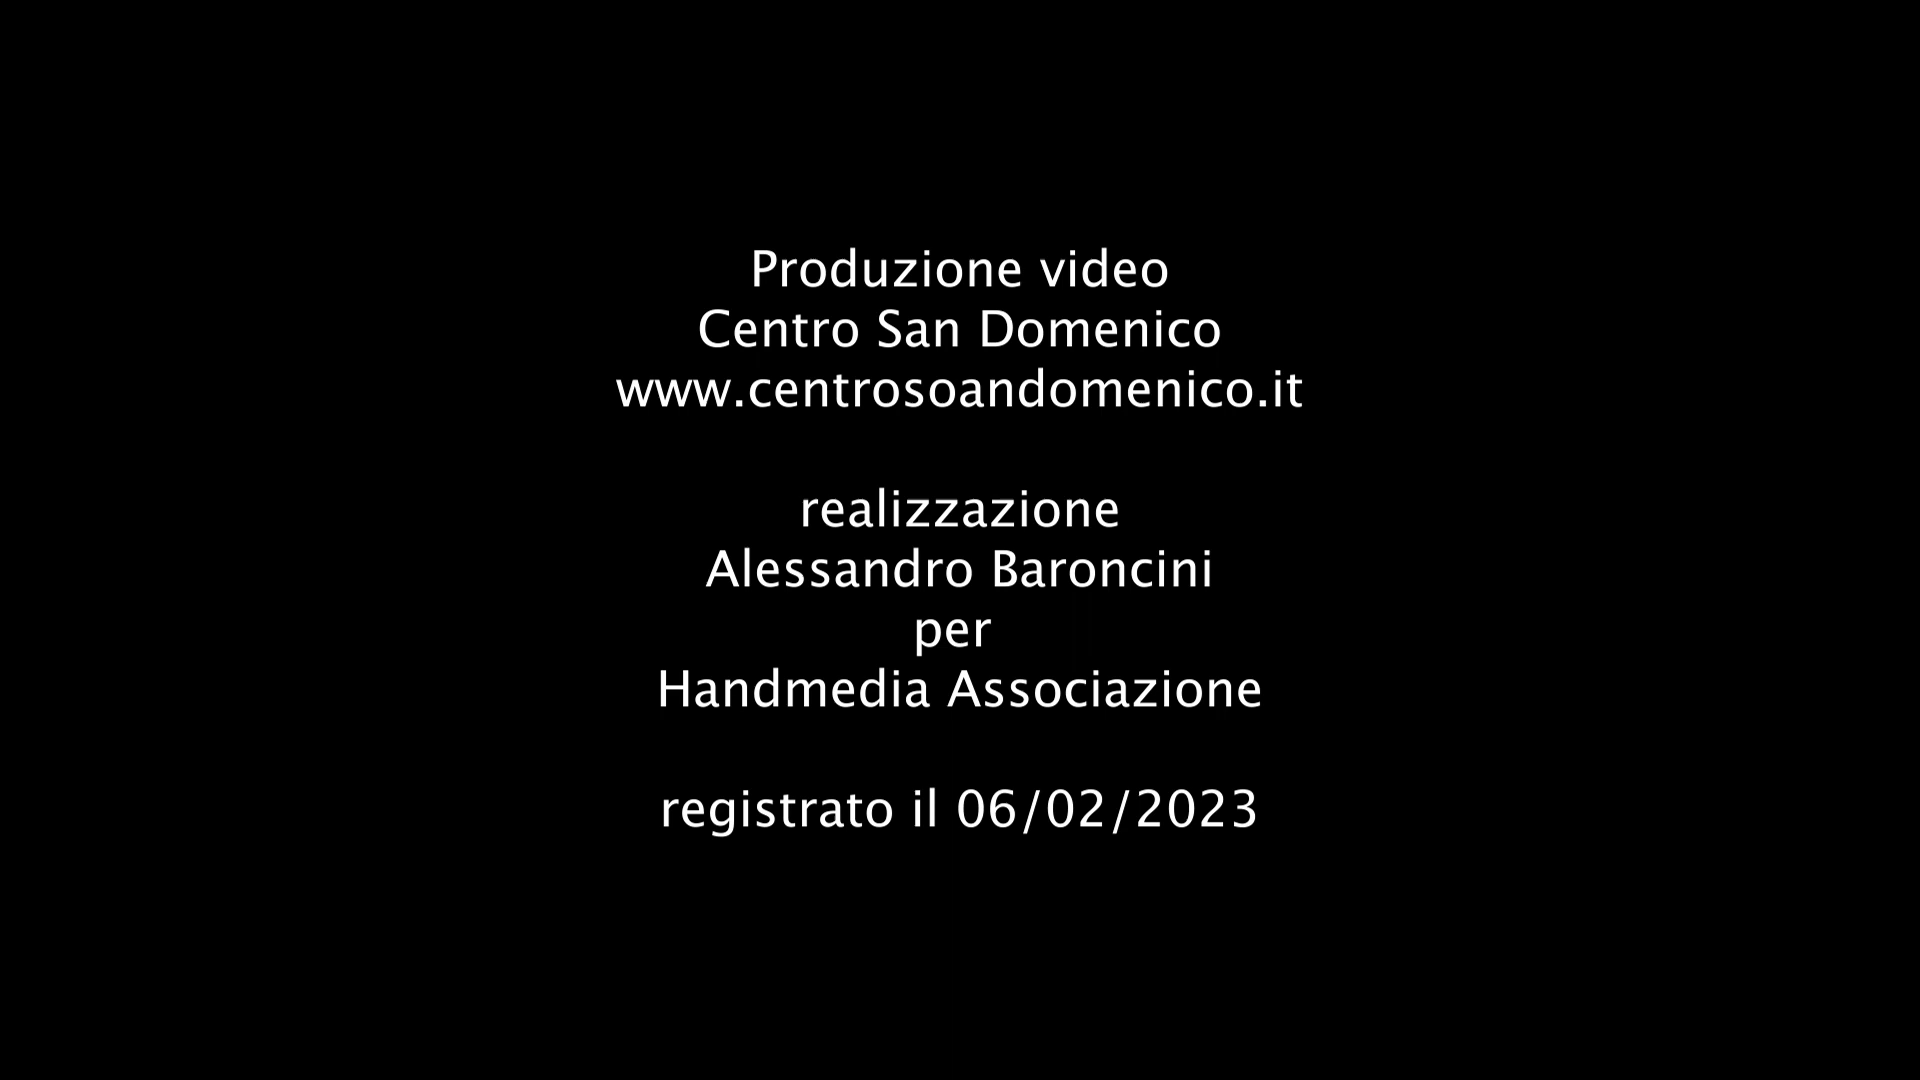 Produzione video
Centro San Domenico
www.centrosoandomenico.it
realizzazione
Alessandro Baroncini
per
Handmedia Associazione
registrato il 06/02/2023